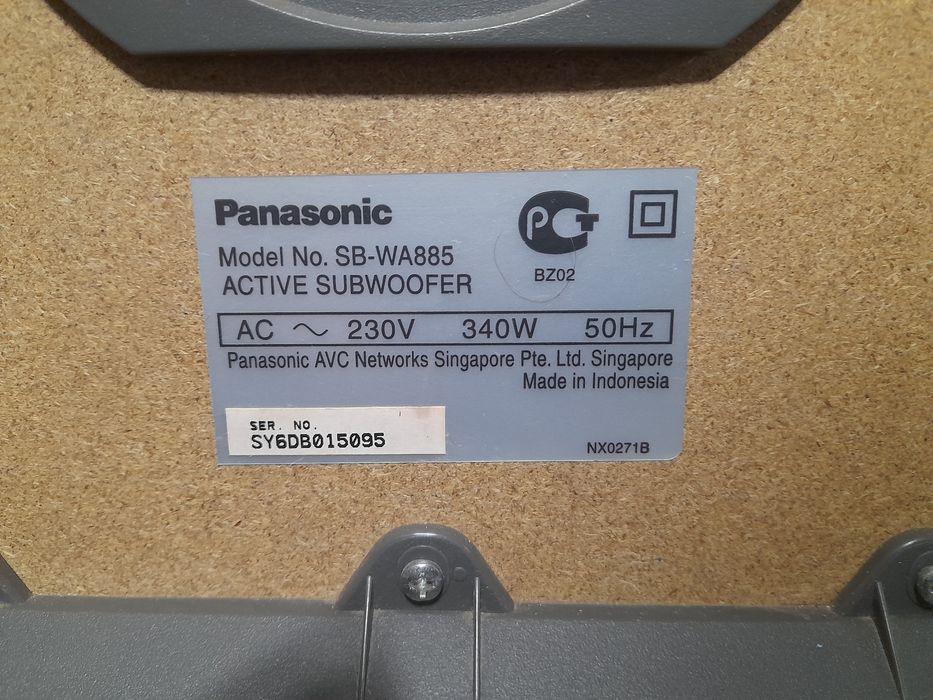 Panasonic
Model No. SB-WA885
ACTIVE SUBWOOFER
РСТ
BZ02
AC ~ 230V 340W 50Hz
Panasonic AVC Networks Singapore Pte. Ltd. Singapore
Made in Indonesia
SER. NO.
SY6DB015095
NX0271B